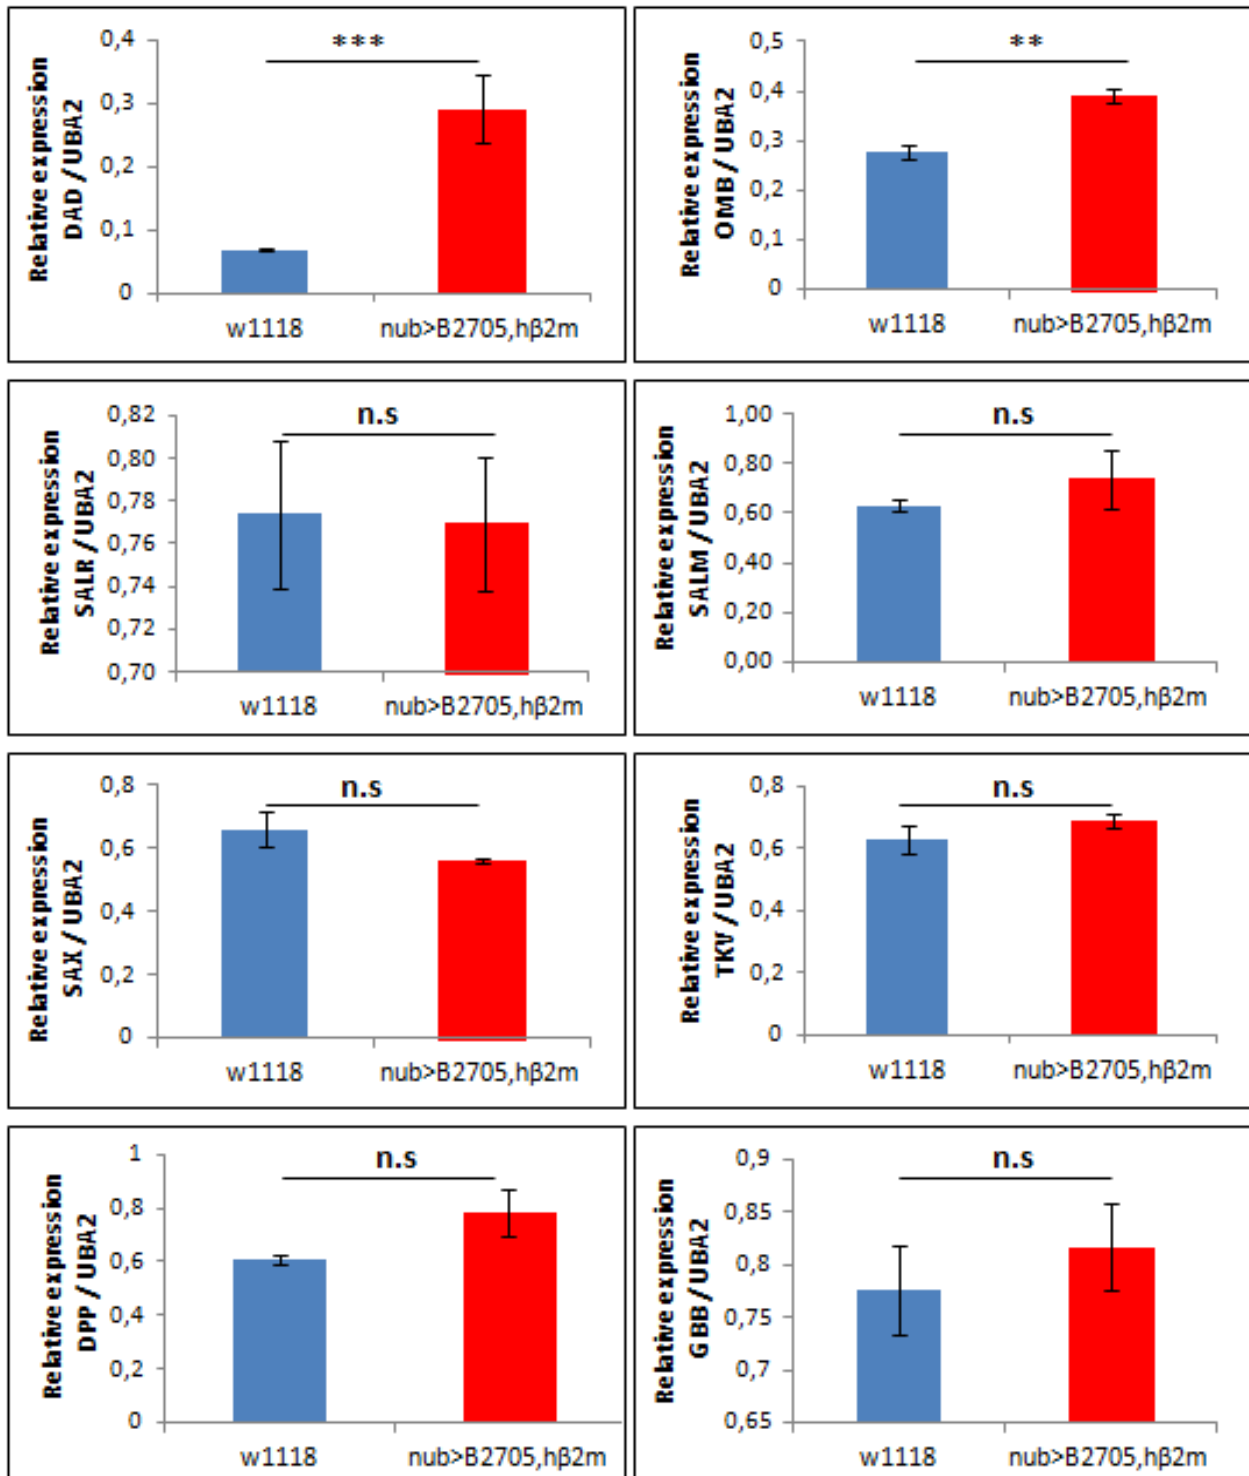 Relative expression
DAD / UBA2
0,4
0,3
0,2
0,1
0
***
w1118
nub>B2705,hβ2m
Relative expression
OMB / UBA2
0,5
0,4
0,3
0,2
0,1
0
**
w1118
nub>B2705,hβ2m
Relative expression
SALR / UBA2
0,82
0,80
0,78
0,76
0,74
0,72
0,70
n.s
w1118
nub>B2705,hβ2m
Relative expression
SALM / UBA2
1,00
0,80
0,60
0,40
0,20
0,00
n.s
w1118
nub>B2705,hβ2m
Relative expression
SAX / UBA2
0,8
0,6
0,4
0,2
0
n.s
w1118
nub>B2705,hβ2m
Relative expression
TKV / UBA2
0,8
0,6
0,4
0,2
0
n.s
w1118
nub>B2705,hβ2m
Relative expression
DPP / UBA2
1
0,8
0,6
0,4
0,2
0
n.s
w1118
nub>B2705,hβ2m
Relative expression
GBB / UBA2
0,9
0,85
0,8
0,75
0,7
0,65
n.s
w1118
nub>B2705,hβ2m